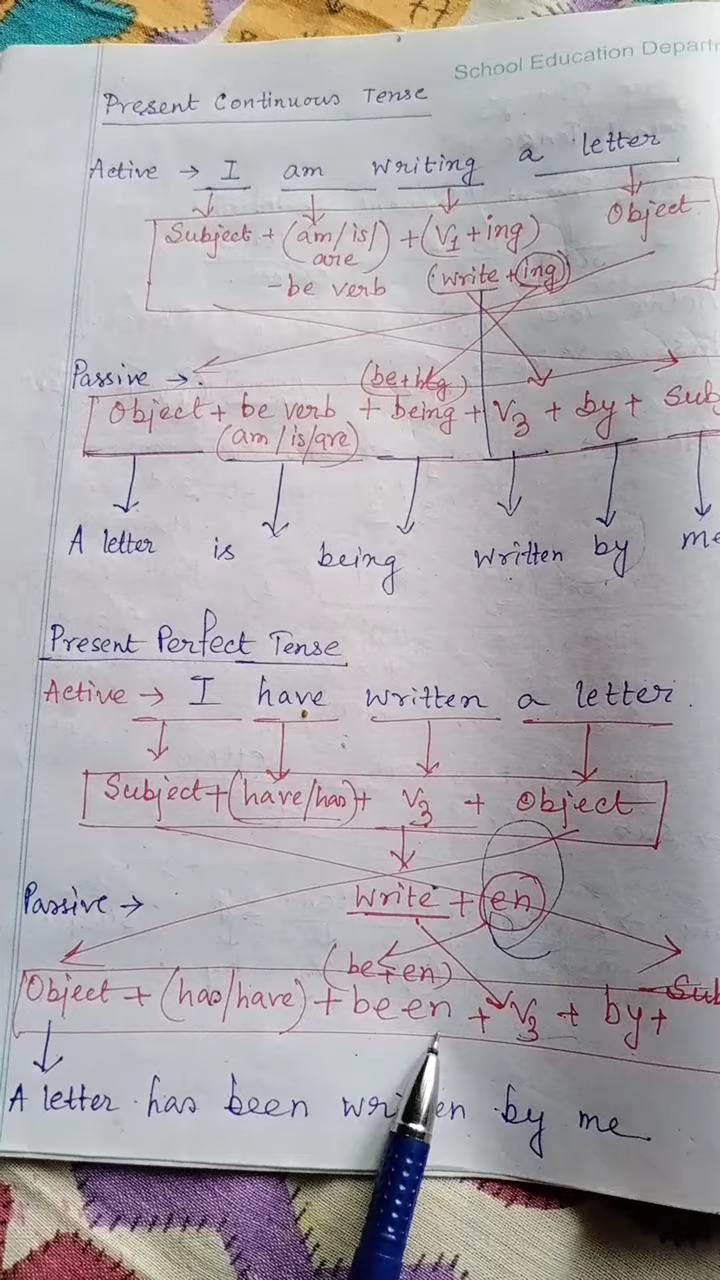 School Education Departm
Present Continuous Tense
Active → I am writing a letter
Subject + (am/is/are) + (V1 + ing) Object
- be verb (write + ing)
Passive →
(be + ing)
Object + be verb + being + V3 + by + Sub
(am/is/are)
A letter is being written by me
Present Perfect Tense
Active → I have written a letter.
Subject + (have/has) + V3 + Object
Passive → Write + en
(be + en)
Object + (has/have) + been + V3 + by + Sub
A letter has been written by me